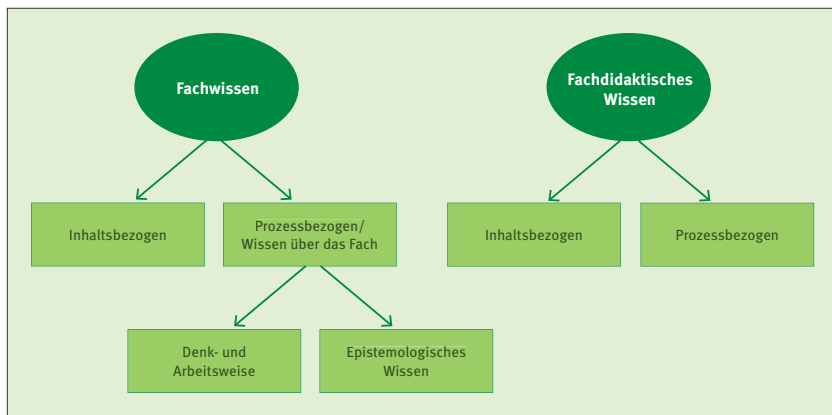 Fachwissen
Fachdidaktisches
Wissen
Inhaltsbezogen
Prozessbezogen/
Wissen über das Fach
Inhaltsbezogen
Prozessbezogen
Denk- und
Arbeitsweise
Epistemologisches
Wissen